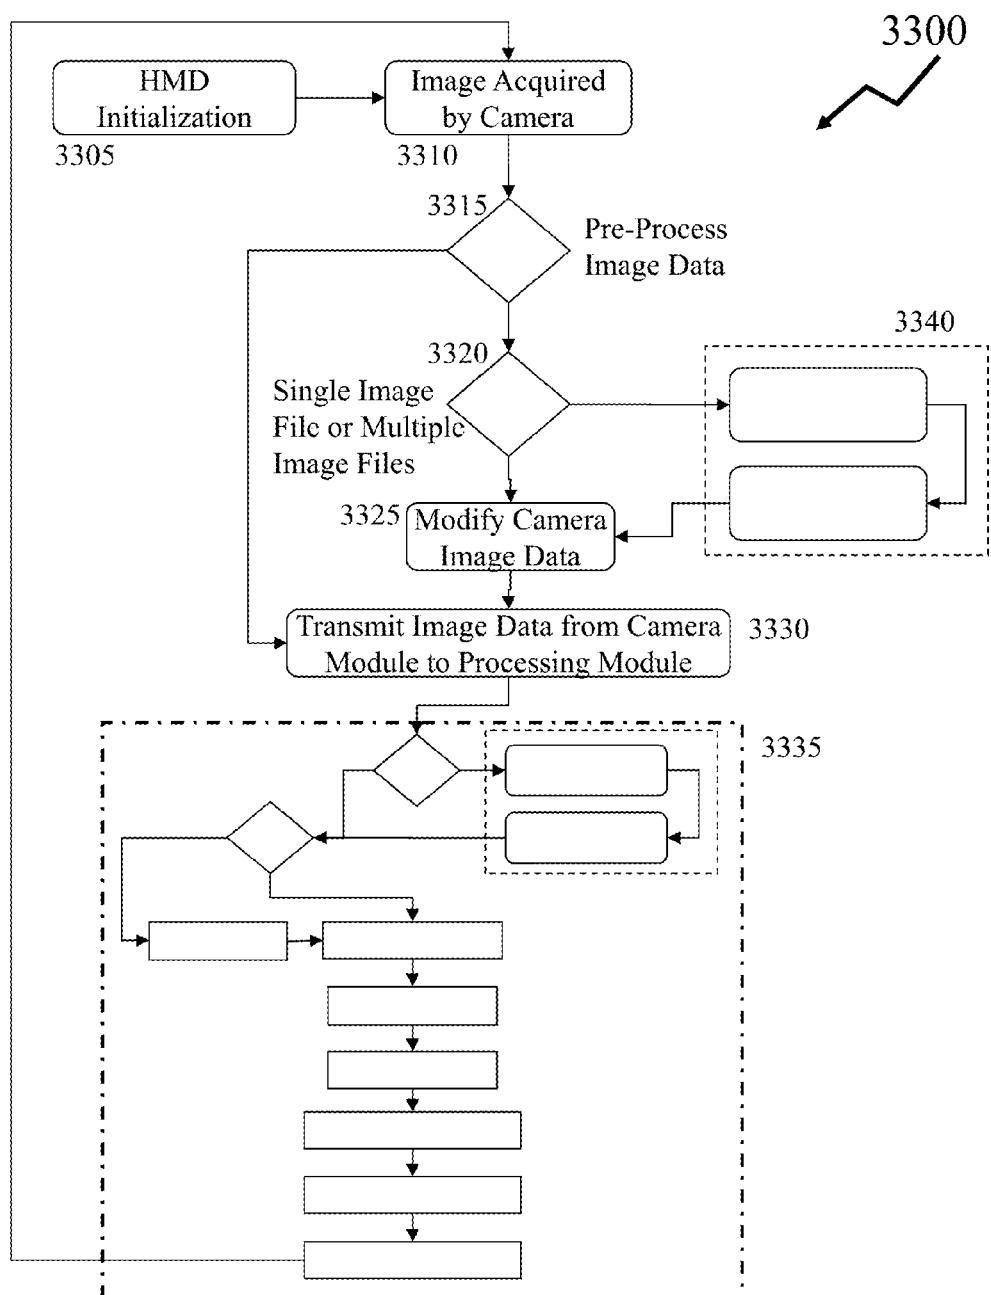 3300
HMD
Initialization
3305
Image Acquired
by Camera
3310
3315
Pre-Process
Image Data
3320
Single Image
File or Multiple
Image Files
3340
3325
Modify Camera
Image Data
Transmit Image Data from Camera
Module to Processing Module
3330
3335